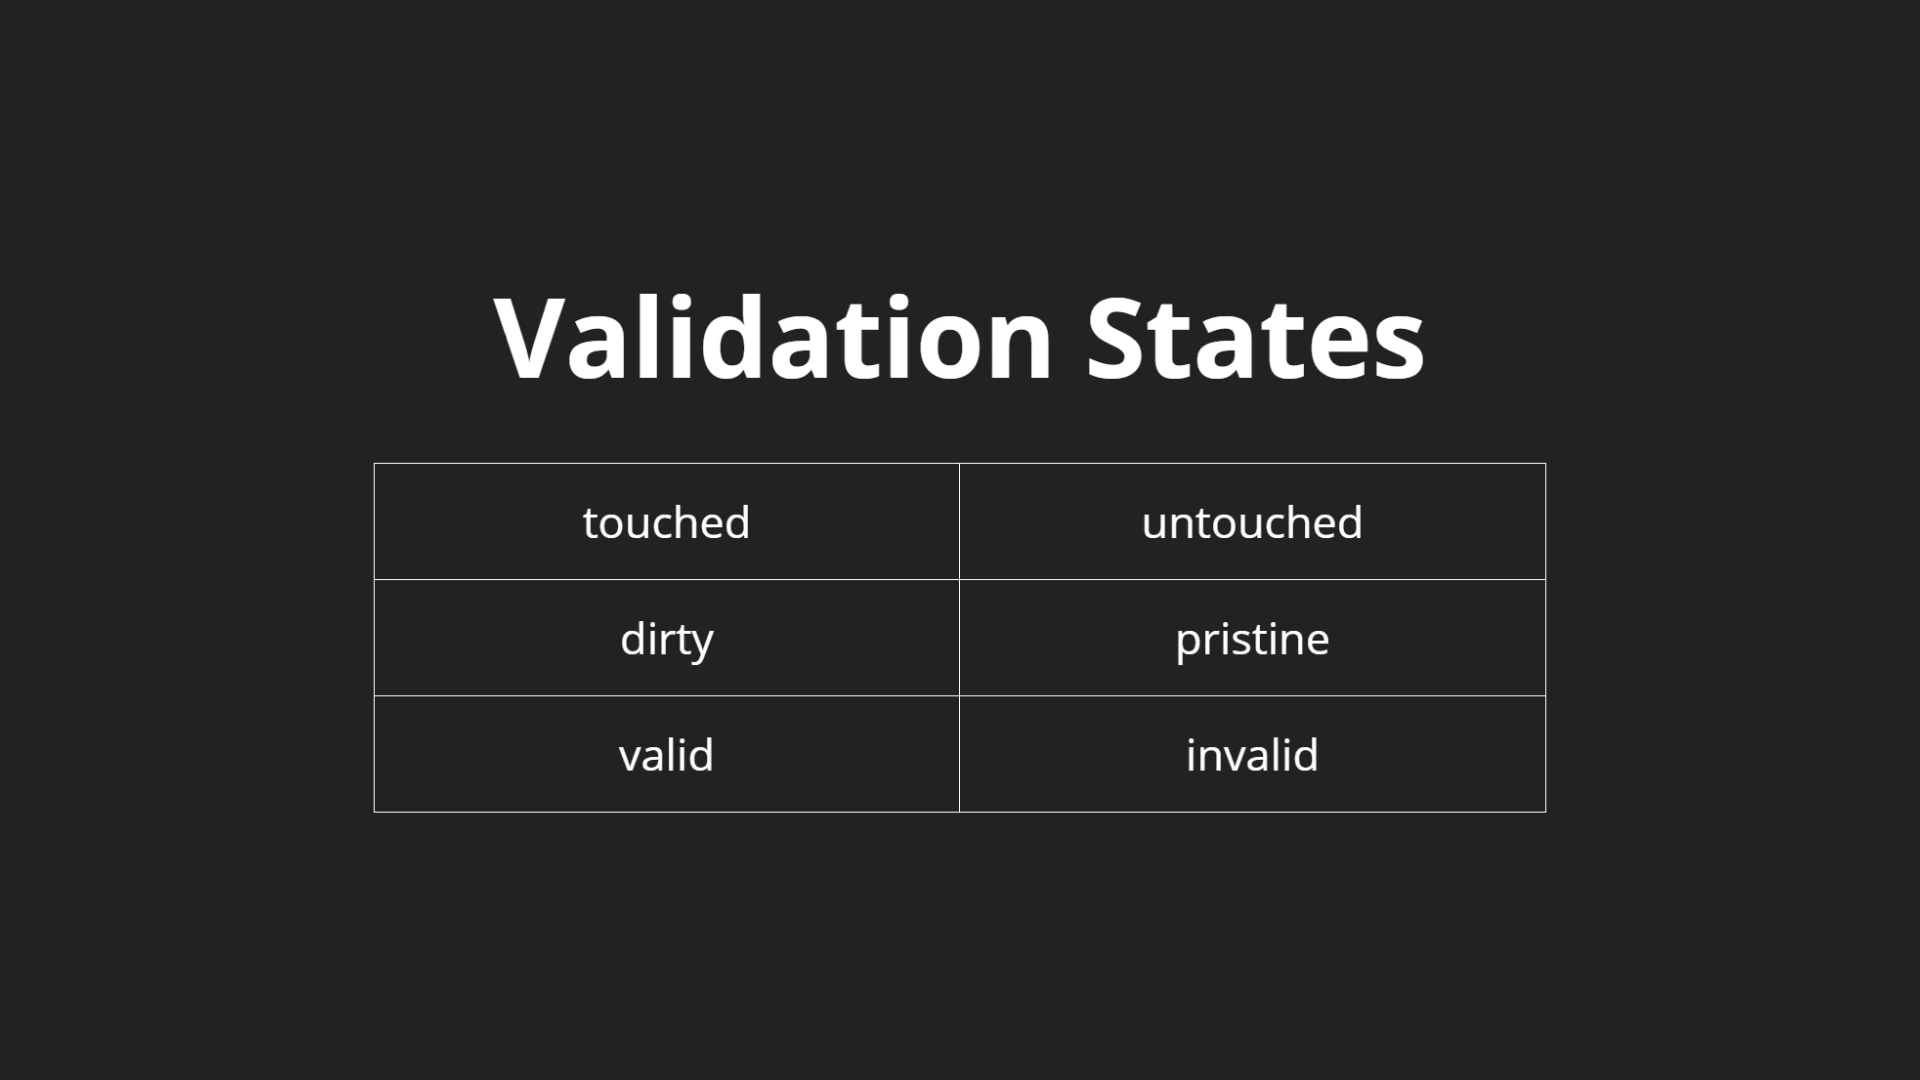 Validation States
touched untouched
dirty pristine
valid invalid